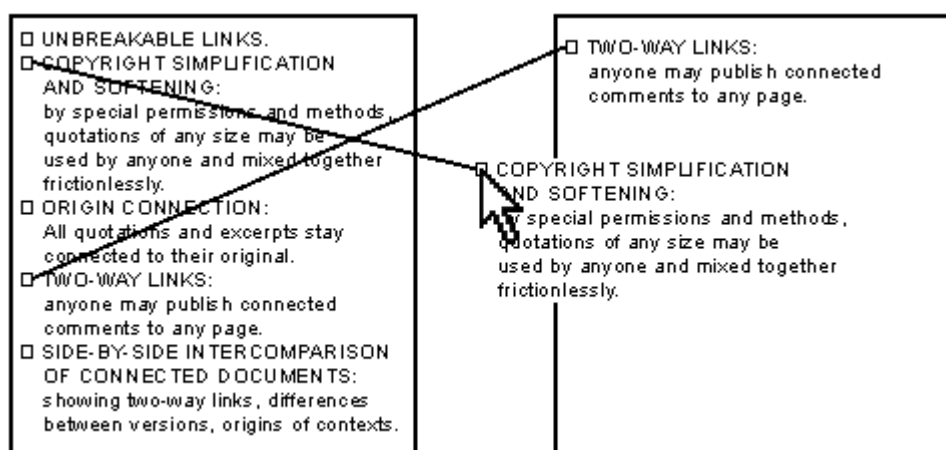 UNBREAKABLE LINKS.
COPYRIGHT SIMPLIFICATION
AND SOFTENING:
by special permissions and methods,
quotations of any size may be
used by anyone and mixed together
frictionlessly.
ORIGIN CONNECTION:
All quotations and excerpts stay
connected to their original.
TWO-WAY LINKS:
anyone may publish connected
comments to any page.
SIDE-BY-SIDE INTERCOMPARISON
OF CONNECTED DOCUMENTS:
showing two-way links, differences
between versions, origins of contexts.
TWO-WAY LINKS:
anyone may publish connected
comments to any page.
COPYRIGHT SIMPLIFICATION
AND SOFTENING:
by special permissions and methods,
quotations of any size may be
used by anyone and mixed together
frictionlessly.